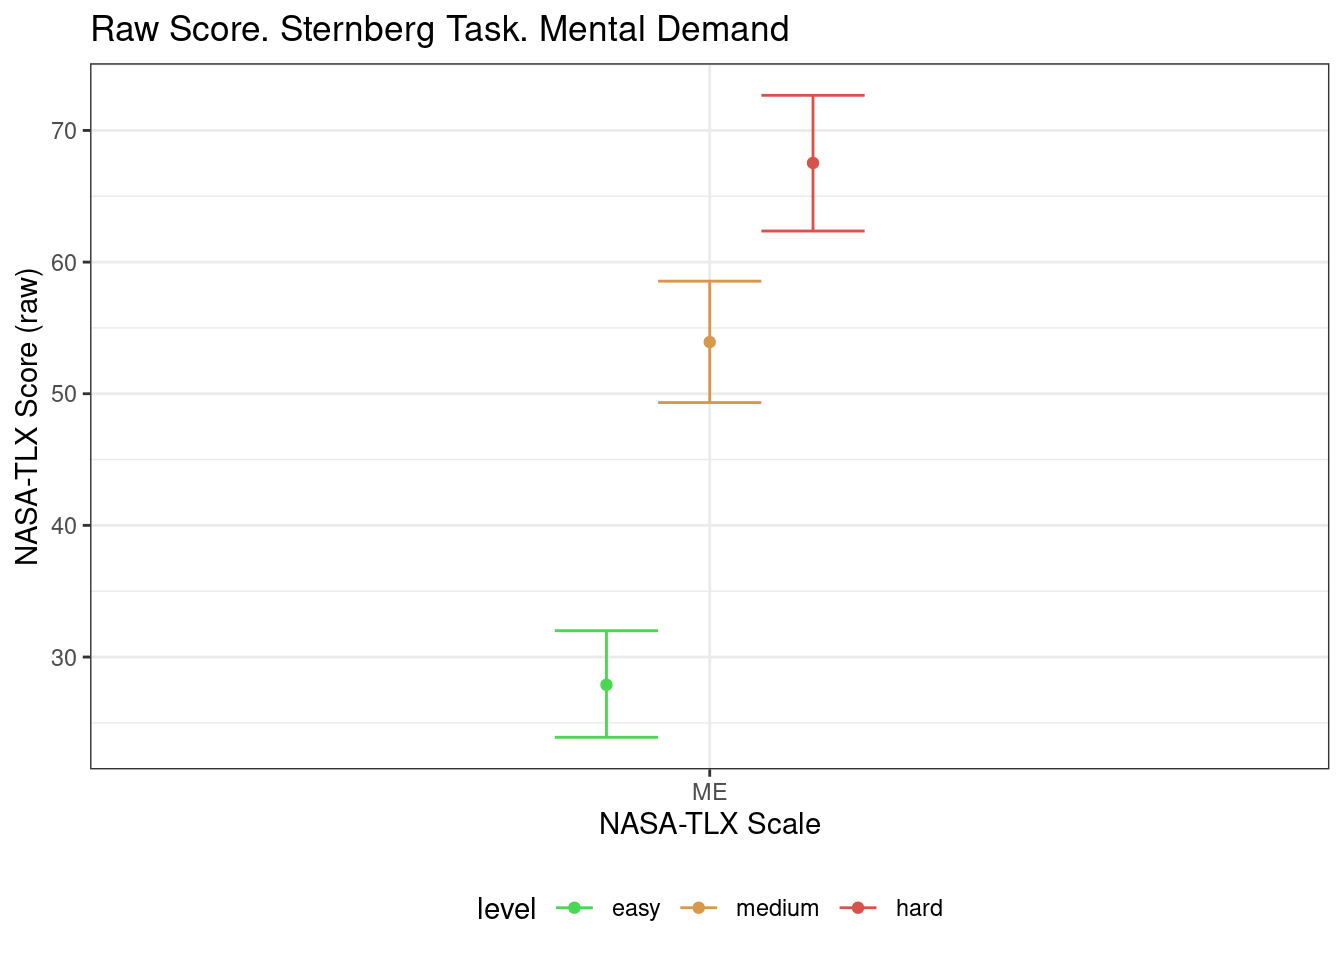 Raw Score. Sternberg Task. Mental Demand
NASA-TLX Score (raw)
70
60
50
40
30
ME
NASA-TLX Scale
level easy medium hard